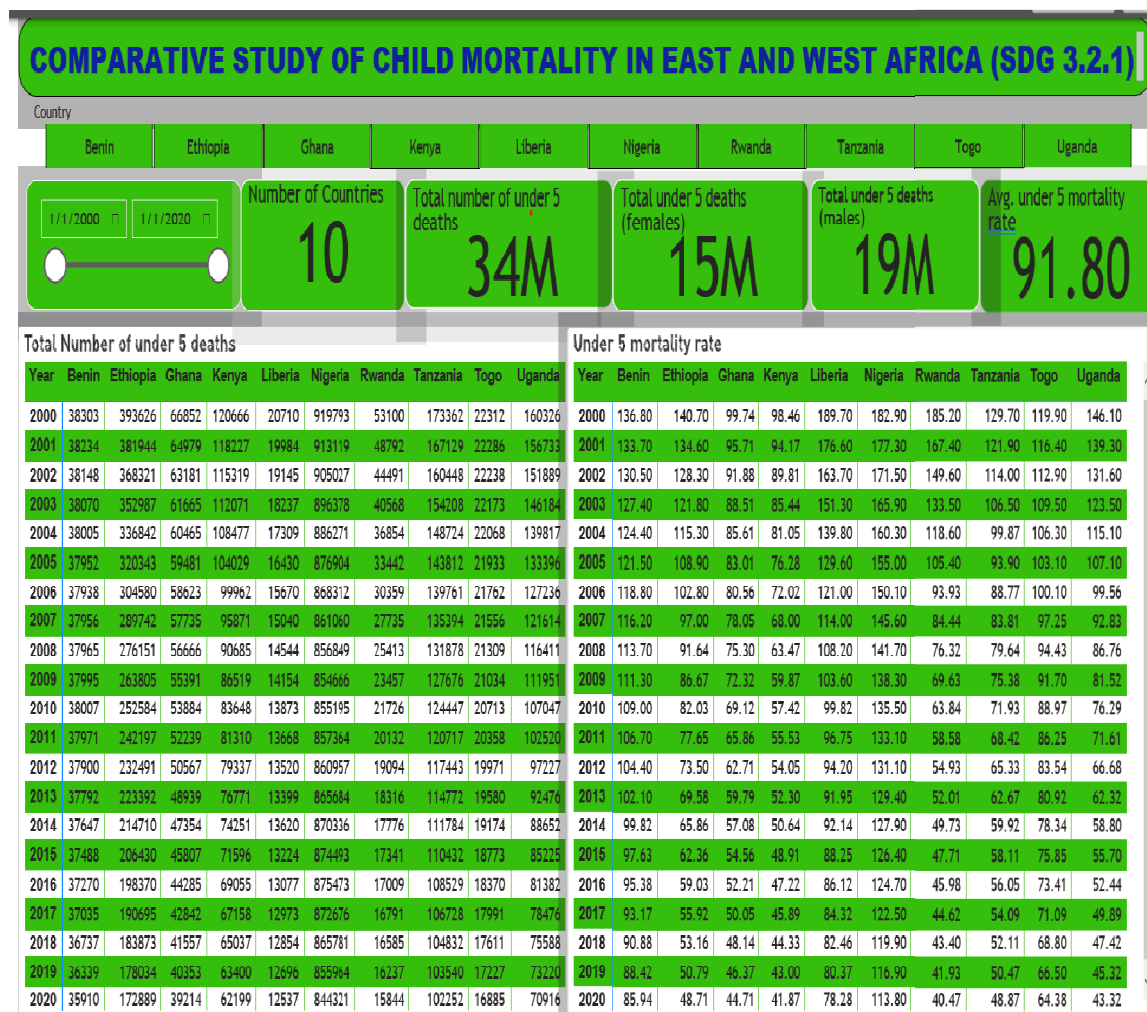 COMPARATIVE STUDY OF CHILD MORTALITY IN EAST AND WEST AFRICA (SDG 3.2.1)
Country
Benin Ethiopia Ghana Kenya Liberia Nigeria Rwanda Tanzania Togo Uganda
1/1/2000 1/1/2020
Number of Countries
10
Total number of under 5
deaths
34M
Total under 5 deaths
(females)
15M
Total under 5 deaths
(males)
19M
Avg. under 5 mortality
rate
91.80
Total Number of under 5 deaths
Year Benin Ethiopia Ghana Kenya Liberia Nigeria Rwanda Tanzania Togo Uganda
2000 38303 393626 66852 120666 20710 919793 53100 173362 22312 160326
2001 38234 381944 64979 118227 19984 913119 48792 167129 22286 156733
2002 38148 368321 63181 115319 19145 905027 44491 160448 22238 151889
2003 38070 352987 61665 112071 18237 896378 40568 154208 22173 146184
2004 38005 336842 60465 108477 17309 886271 36854 148724 22068 139817
2005 37952 320343 59481 104029 16430 876904 33442 143812 21933 133396
2006 37938 304580 58623 99962 15670 868312 30359 139761 21762 127236
2007 37956 289742 57735 95871 15040 861060 27735 135394 21556 121614
2008 37965 276151 56666 90685 14544 856849 25413 131878 21309 116411
2009 37995 263805 55391 86519 14154 854666 23457 127676 21034 111951
2010 38007 252584 53884 83648 13873 855195 21726 124447 20713 107047
2011 37971 242197 52239 81310 13668 857364 20132 120717 20358 102520
2012 37900 232491 50567 79337 13520 860957 19094 117443 19971 97227
2013 37792 223392 48939 76771 13399 865684 18316 114772 19580 92476
2014 37647 214710 47354 74251 13620 870336 17776 111784 19174 88652
2015 37488 206430 45807 71596 13224 874493 17341 110432 18773 85225
2016 37270 198370 44285 69055 13077 875473 17009 108529 18370 81382
2017 37035 190695 42842 67158 12973 872676 16791 106728 17991 78476
2018 36737 183873 41557 65037 12854 865781 16585 104832 17611 75588
2019 36339 178034 40353 63400 12696 855964 16237 103540 17227 73220
2020 35910 172889 39214 62199 12537 844321 15844 102252 16885 70916
Under 5 mortality rate
Year Benin Ethiopia Ghana Kenya Liberia Nigeria Rwanda Tanzania Togo Uganda
2000 136.80 140.70 99.74 98.46 189.70 182.90 185.20 129.70 119.90 146.10
2001 133.70 134.60 95.71 94.17 176.60 177.30 167.40 121.90 116.40 139.30
2002 130.50 128.30 91.88 89.81 163.70 171.50 149.60 114.00 112.90 131.60
2003 127.40 121.80 88.51 85.44 151.30 165.90 133.50 106.50 109.50 123.50
2004 124.40 115.30 85.61 81.05 139.80 160.30 118.60 99.87 106.30 115.10
2005 121.50 108.90 83.01 76.28 129.60 155.00 105.40 93.90 103.10 107.10
2006 118.80 102.80 80.56 72.02 121.00 150.10 93.93 88.77 100.10 99.56
2007 116.20 97.00 78.05 68.00 114.00 145.60 84.44 83.81 97.25 92.83
2008 113.70 91.64 75.30 63.47 108.20 141.70 76.32 79.64 94.43 86.76
2009 111.30 86.67 72.32 59.87 103.60 138.30 69.63 75.38 91.70 81.52
2010 109.00 82.03 69.12 57.42 99.82 135.50 63.84 71.93 88.97 76.29
2011 106.70 77.65 65.86 55.53 96.75 133.10 58.58 68.42 86.25 71.61
2012 104.40 73.50 62.71 54.05 94.20 131.10 54.93 65.33 83.54 66.68
2013 102.10 69.58 59.79 52.30 91.95 129.40 52.01 62.67 80.92 62.32
2014 99.82 65.86 57.08 50.64 92.14 127.90 49.73 59.92 78.34 58.80
2015 97.63 62.36 54.56 48.91 88.25 126.40 47.71 58.11 75.85 55.70
2016 95.38 59.03 52.21 47.22 86.12 124.70 45.98 56.05 73.41 52.44
2017 93.17 55.92 50.05 45.89 84.32 122.50 44.62 54.09 71.09 49.89
2018 90.88 53.16 48.14 44.33 82.46 119.90 43.40 52.11 68.80 47.42
2019 88.42 50.79 46.37 43.00 80.37 116.90 41.93 50.47 66.50 45.32
2020 85.94 48.71 44.71 41.87 78.28 113.80 40.47 48.87 64.38 43.32